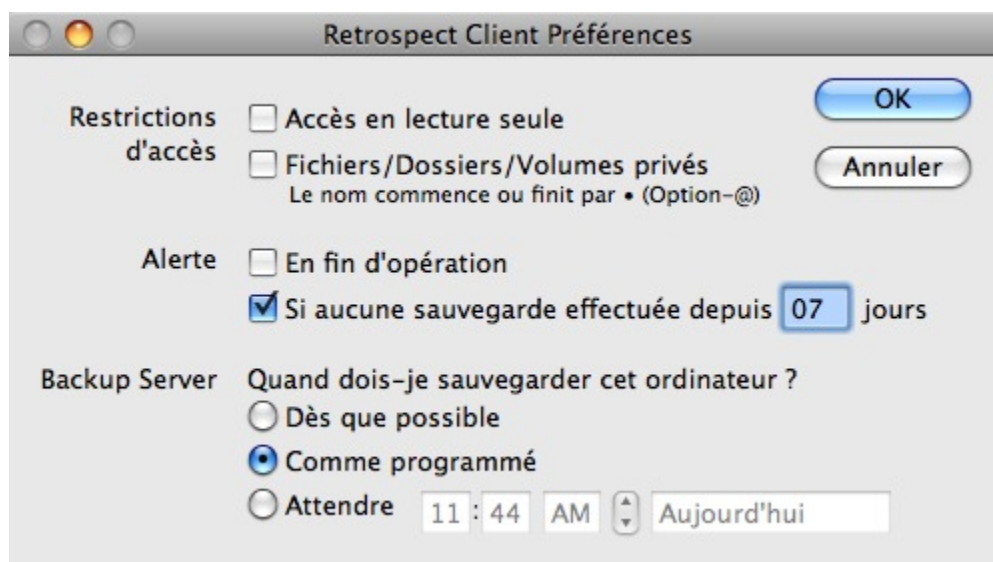 Retrospect Client Préférences
Restrictions d'accès
Accès en lecture seule
Fichiers/Dossiers/Volumes privés
Le nom commence ou finit par • (Option-@)
OK
Annuler
Alerte
En fin d'opération
Si aucune sauvegarde effectuée depuis 07 jours
Backup Server
Quand dois-je sauvegarder cet ordinateur ?
Dès que possible
Comme programmé
Attendre 11 : 44 AM Aujourd'hui